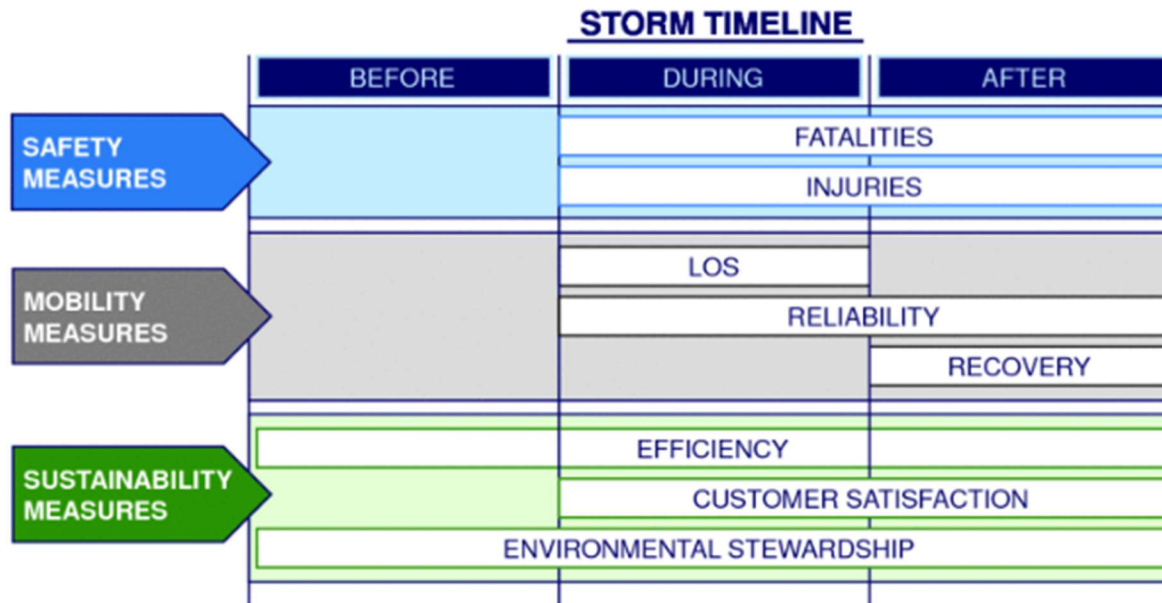 STORM TIMELINE
BEFORE
DURING
AFTER
SAFETY
MEASURES
FATALITIES
INJURIES
MOBILITY
MEASURES
LOS
RELIABILITY
RECOVERY
SUSTAINABILITY
MEASURES
EFFICIENCY
CUSTOMER SATISFACTION
ENVIRONMENTAL STEWARDSHIP